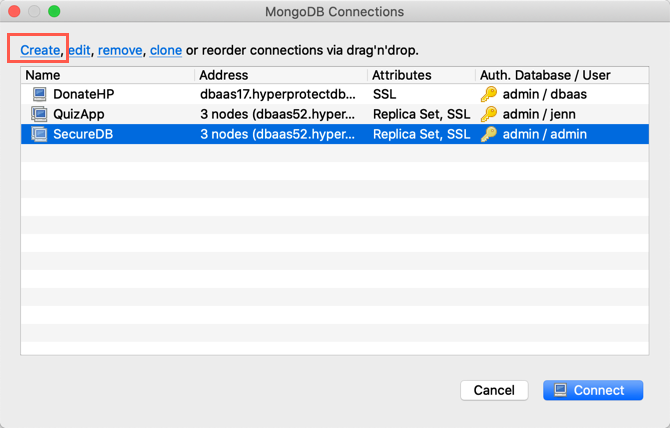 MongoDB Connections
Create, edit, remove, clone or reorder connections via drag'n'drop.
Name Address Attributes Auth. Database / User
DonateHP dbaas17.hyperprotectdb... SSL admin / dbaas
QuizApp 3 nodes (dbaas52.hyper... Replica Set, SSL admin / jenn
SecureDB 3 nodes (dbaas52.hyper... Replica Set, SSL admin / admin
Cancel Connect